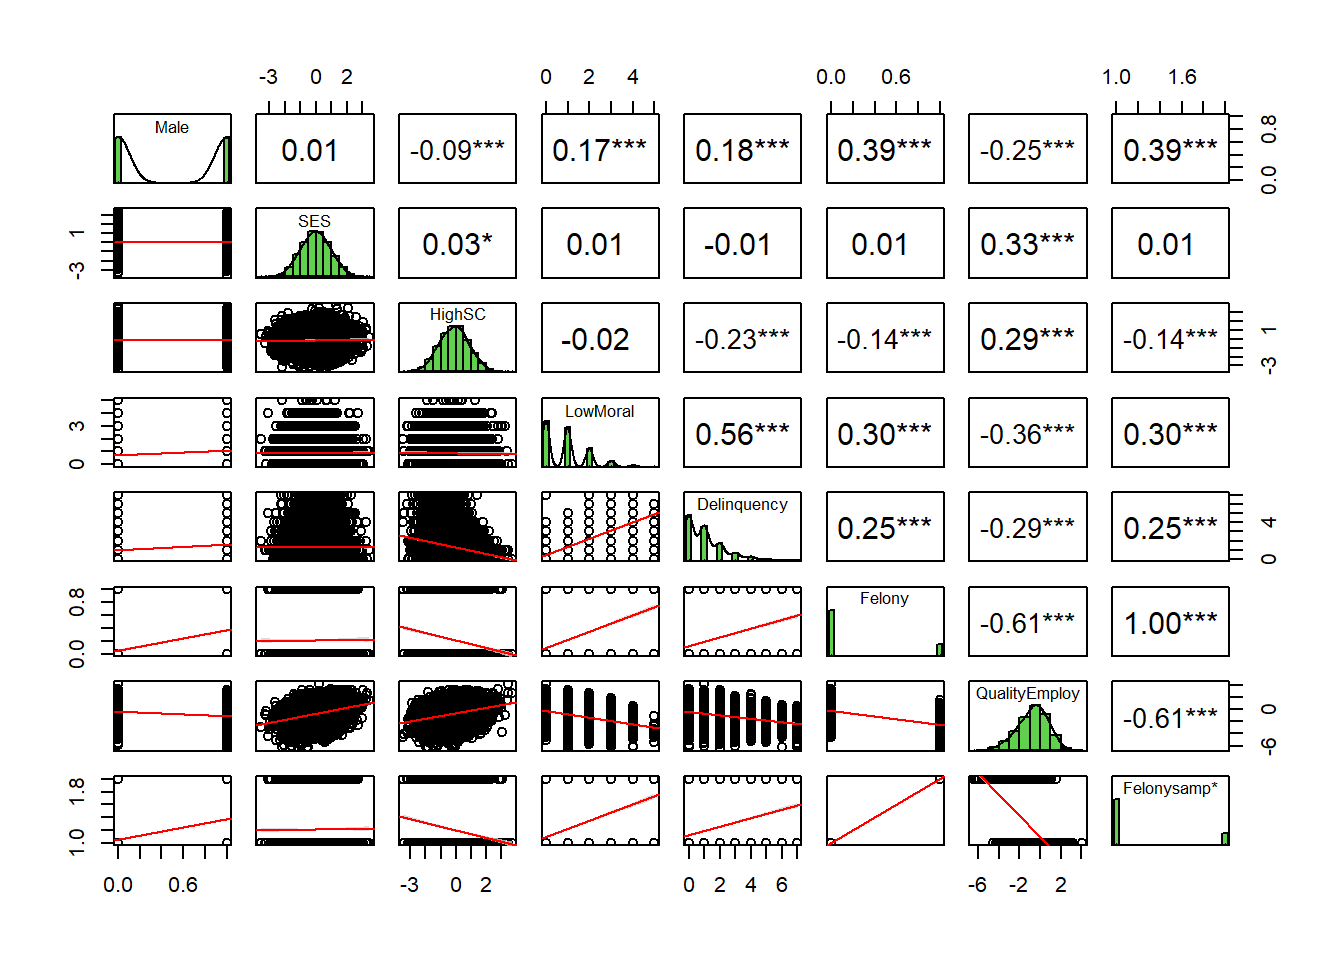 -3 0 2 0 2 4 0.0 0.6 1.0 1.6
Male 0.01 -0.09*** 0.17*** 0.18*** 0.39*** -0.25*** 0.39*** 0.0 0.8
-3 1 SES 0.03* 0.01 -0.01 0.01 0.33*** 0.01
HighSC -0.02 -0.23*** -0.14*** 0.29*** -0.14*** -3 1
0 3 LowMoral 0.56*** 0.30*** -0.36*** 0.30***
Delinquency 0.25*** -0.29*** 0.25*** 0 4
0.0 0.8 Felony -0.61*** 1.00***
QualityEmploy -0.61*** -6 0
1.0 1.8 Felonysamp*
0.0 0.6 -3 0 2 0 2 4 6 -6 -2 2